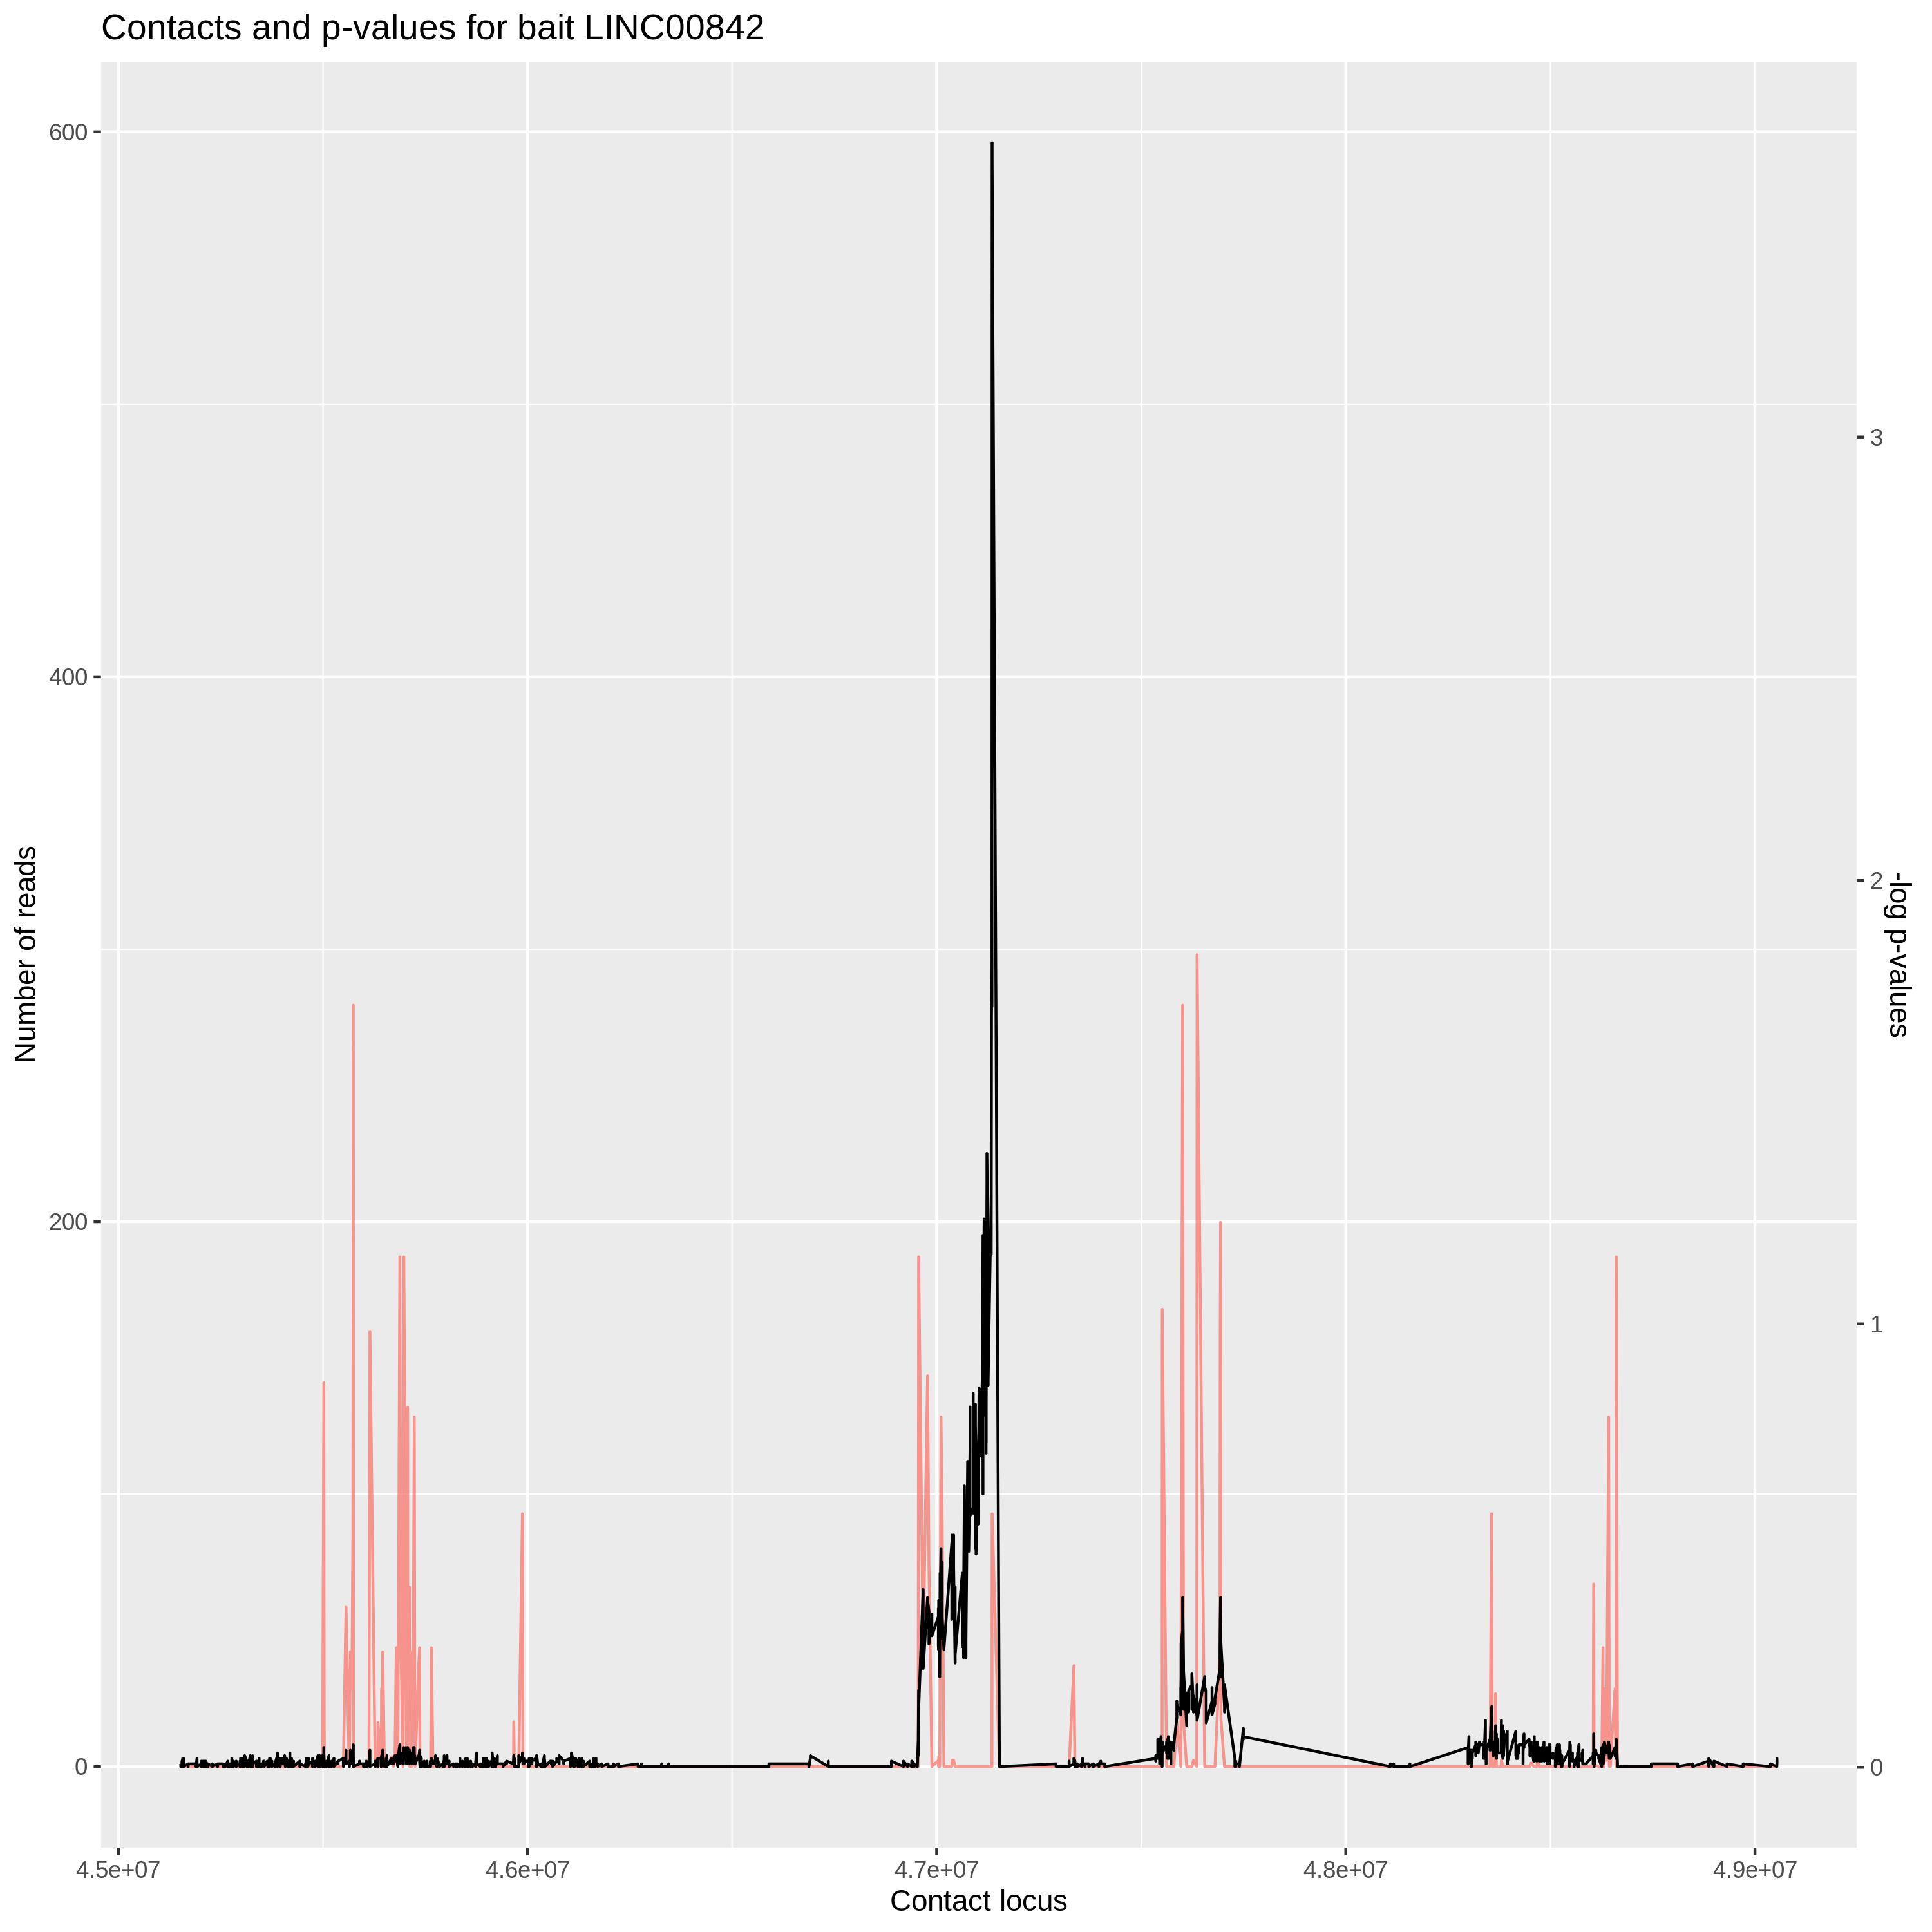 Contacts and p-values for bait LINC00842
600
400
200
0
Number of reads
3
2
1
0
-log p-values
4.5e+07 4.6e+07 4.7e+07 4.8e+07 4.9e+07
Contact locus